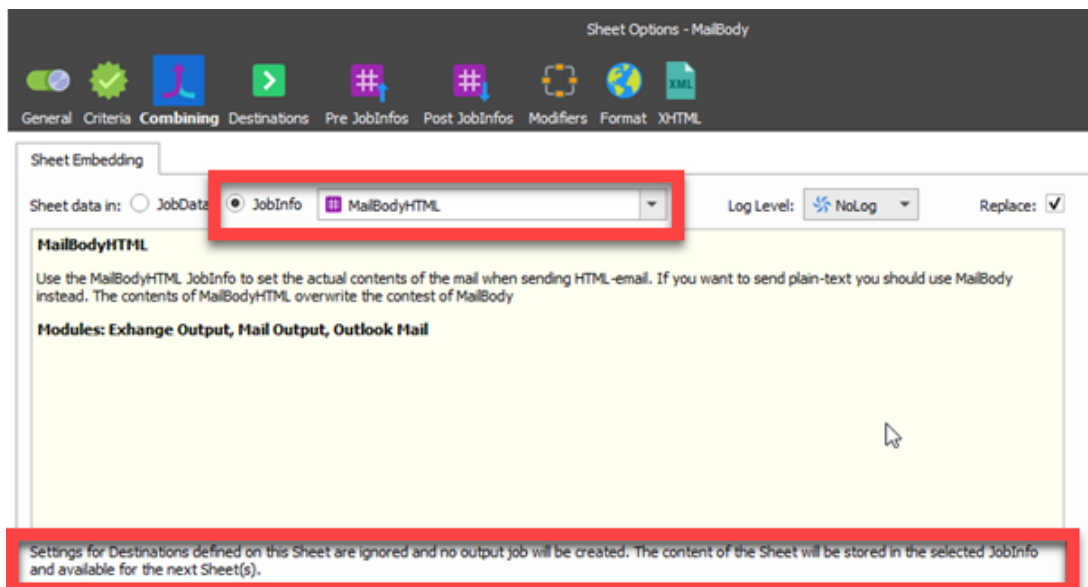 Sheet Options - MailBody
General Criteria Combining Destinations Pre JobInfos Post JobInfos Modifiers Format XHTML
XML
Sheet Embedding
Sheet data in: JobData JobInfo MailBodyHTML Log Level: NoLog Replace:
MailBodyHTML
Use the MailBodyHTML JobInfo to set the actual contents of the mail when sending HTML-email. If you want to send plain-text you should use MailBody
instead. The contents of MailBodyHTML overwrite the contest of MailBody
Modules: Exhange Output, Mail Output, Outlook Mail
Settings for Destinations defined on this Sheet are ignored and no output job will be created. The content of the Sheet will be stored in the selected JobInfo
and available for the next Sheet(s).